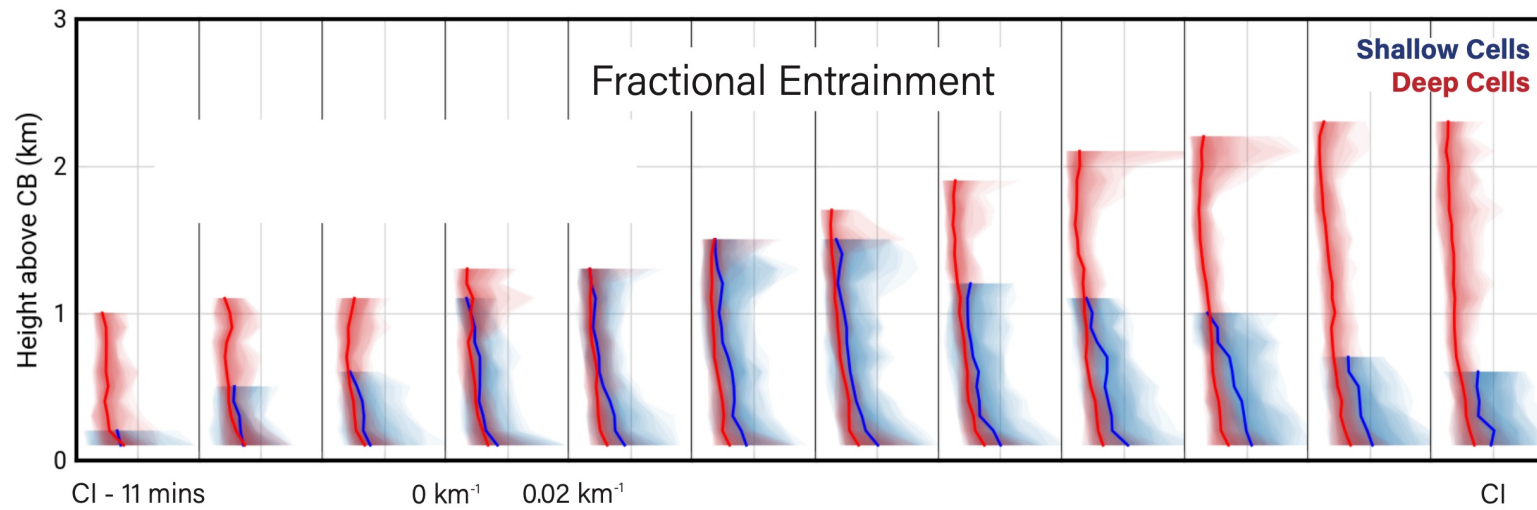 3
Shallow Cells
Deep Cells
Fractional Entrainment
Height above CB (km)
2
1
0
CI - 11 mins
0 km⁻¹
0.02 km⁻¹
CI